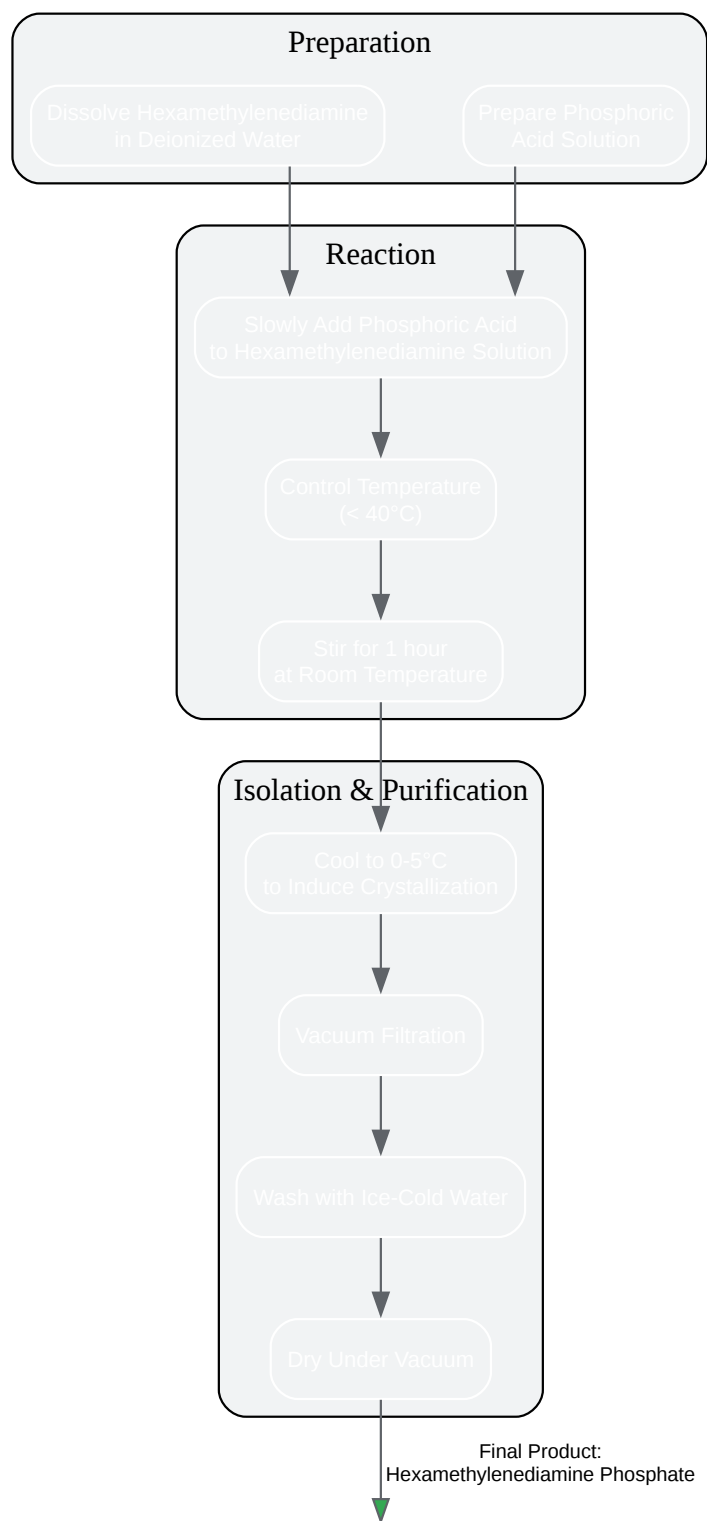 Preparation
Dissolve Hexamethylenediamine
in Deionized Water
Prepare Phosphoric
Acid Solution
Reaction
Slowly Add Phosphoric Acid
to Hexamethylenediamine Solution
Control Temperature
(< 40°C)
Stir for 1 hour
at Room Temperature
Isolation & Purification
Cool to 0-5°C
to Induce Crystallization
Vacuum Filtration
Wash with Ice-Cold Water
Dry Under Vacuum
Final Product:
Hexamethylenediamine Phosphate